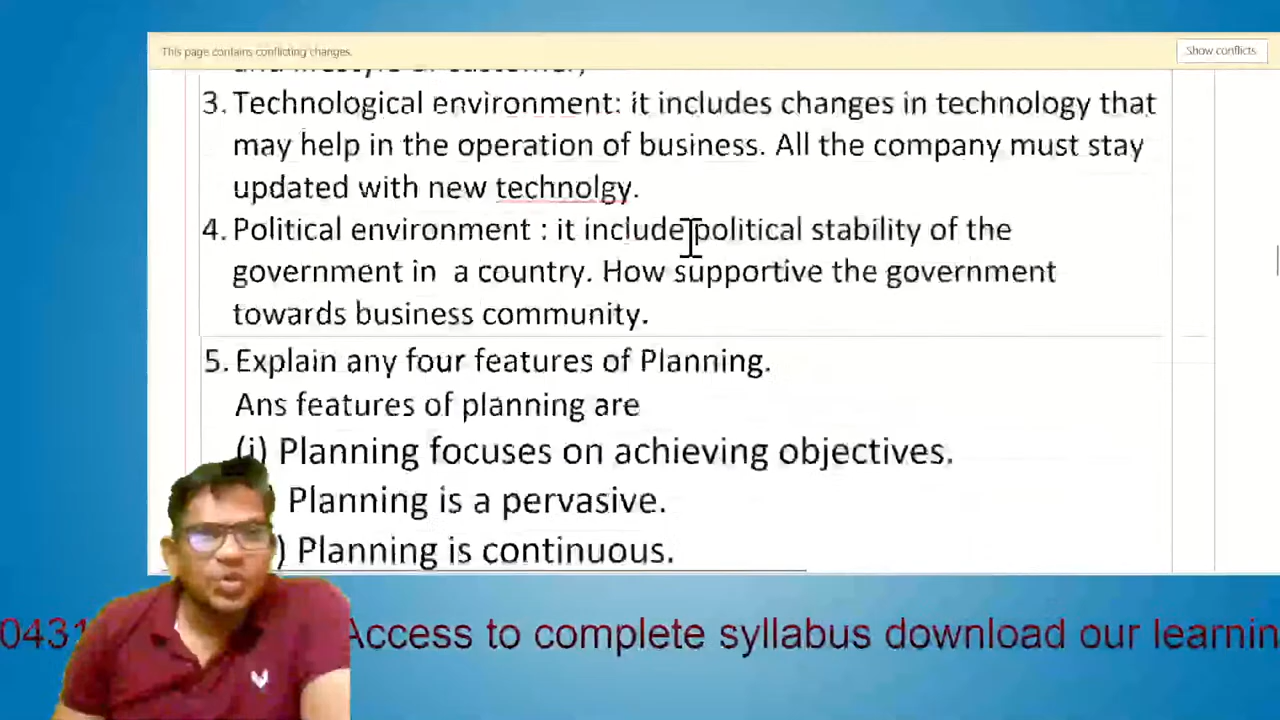 This page contains conflicting changes.
Show conflicts
3. Technological environment: it includes changes in technology that
may help in the operation of business. All the company must stay
updated with new technolgy.
4. Political environment : it include political stability of the
government in a country. How supportive the government
towards business community.
5. Explain any four features of Planning.
Ans features of planning are
(i) Planning focuses on achieving objectives.
) Planning is a pervasive.
) Planning is continuous.
Access to complete syllabus download our learnin